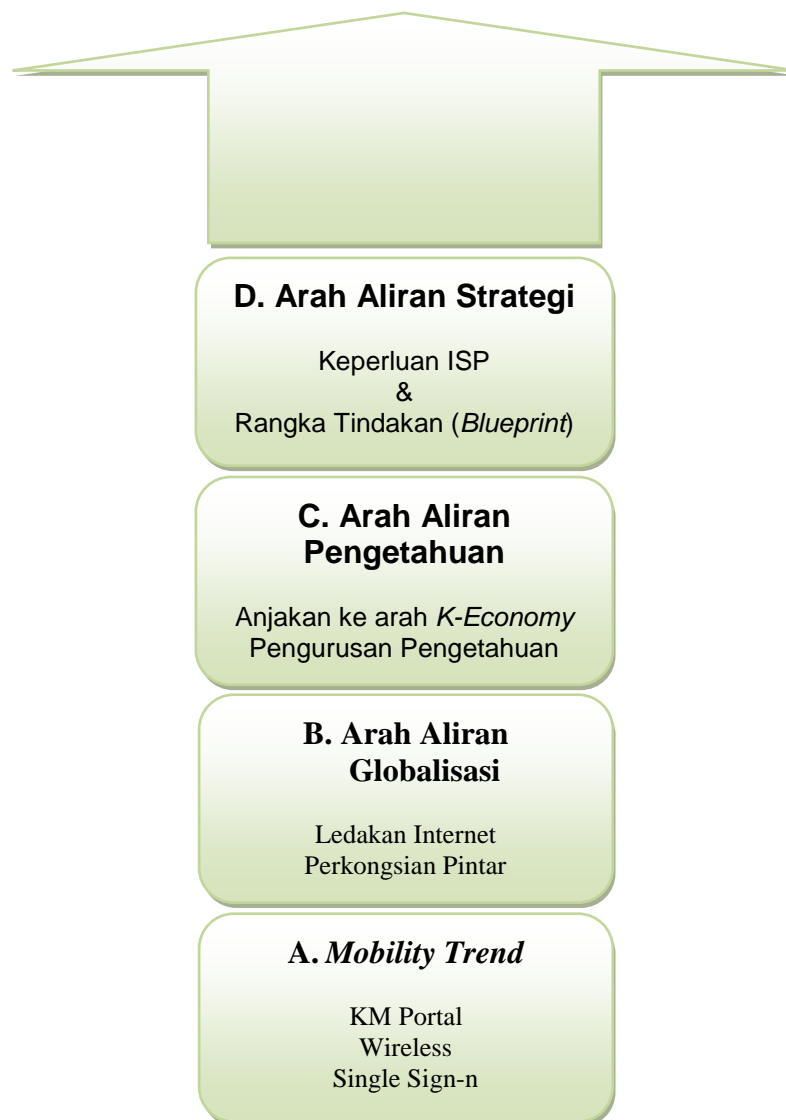 D. Arah Aliran Strategi
Keperluan ISP
&
Rangka Tindakan (Blueprint)
C. Arah Aliran
Pengetahuan
Anjakan ke arah K-Economy
Pengurusan Pengetahuan
B. Arah Aliran
Globalisasi
Ledakan Internet
Perkongsian Pintar
A. Mobility Trend
KM Portal
Wireless
Single Sign-n